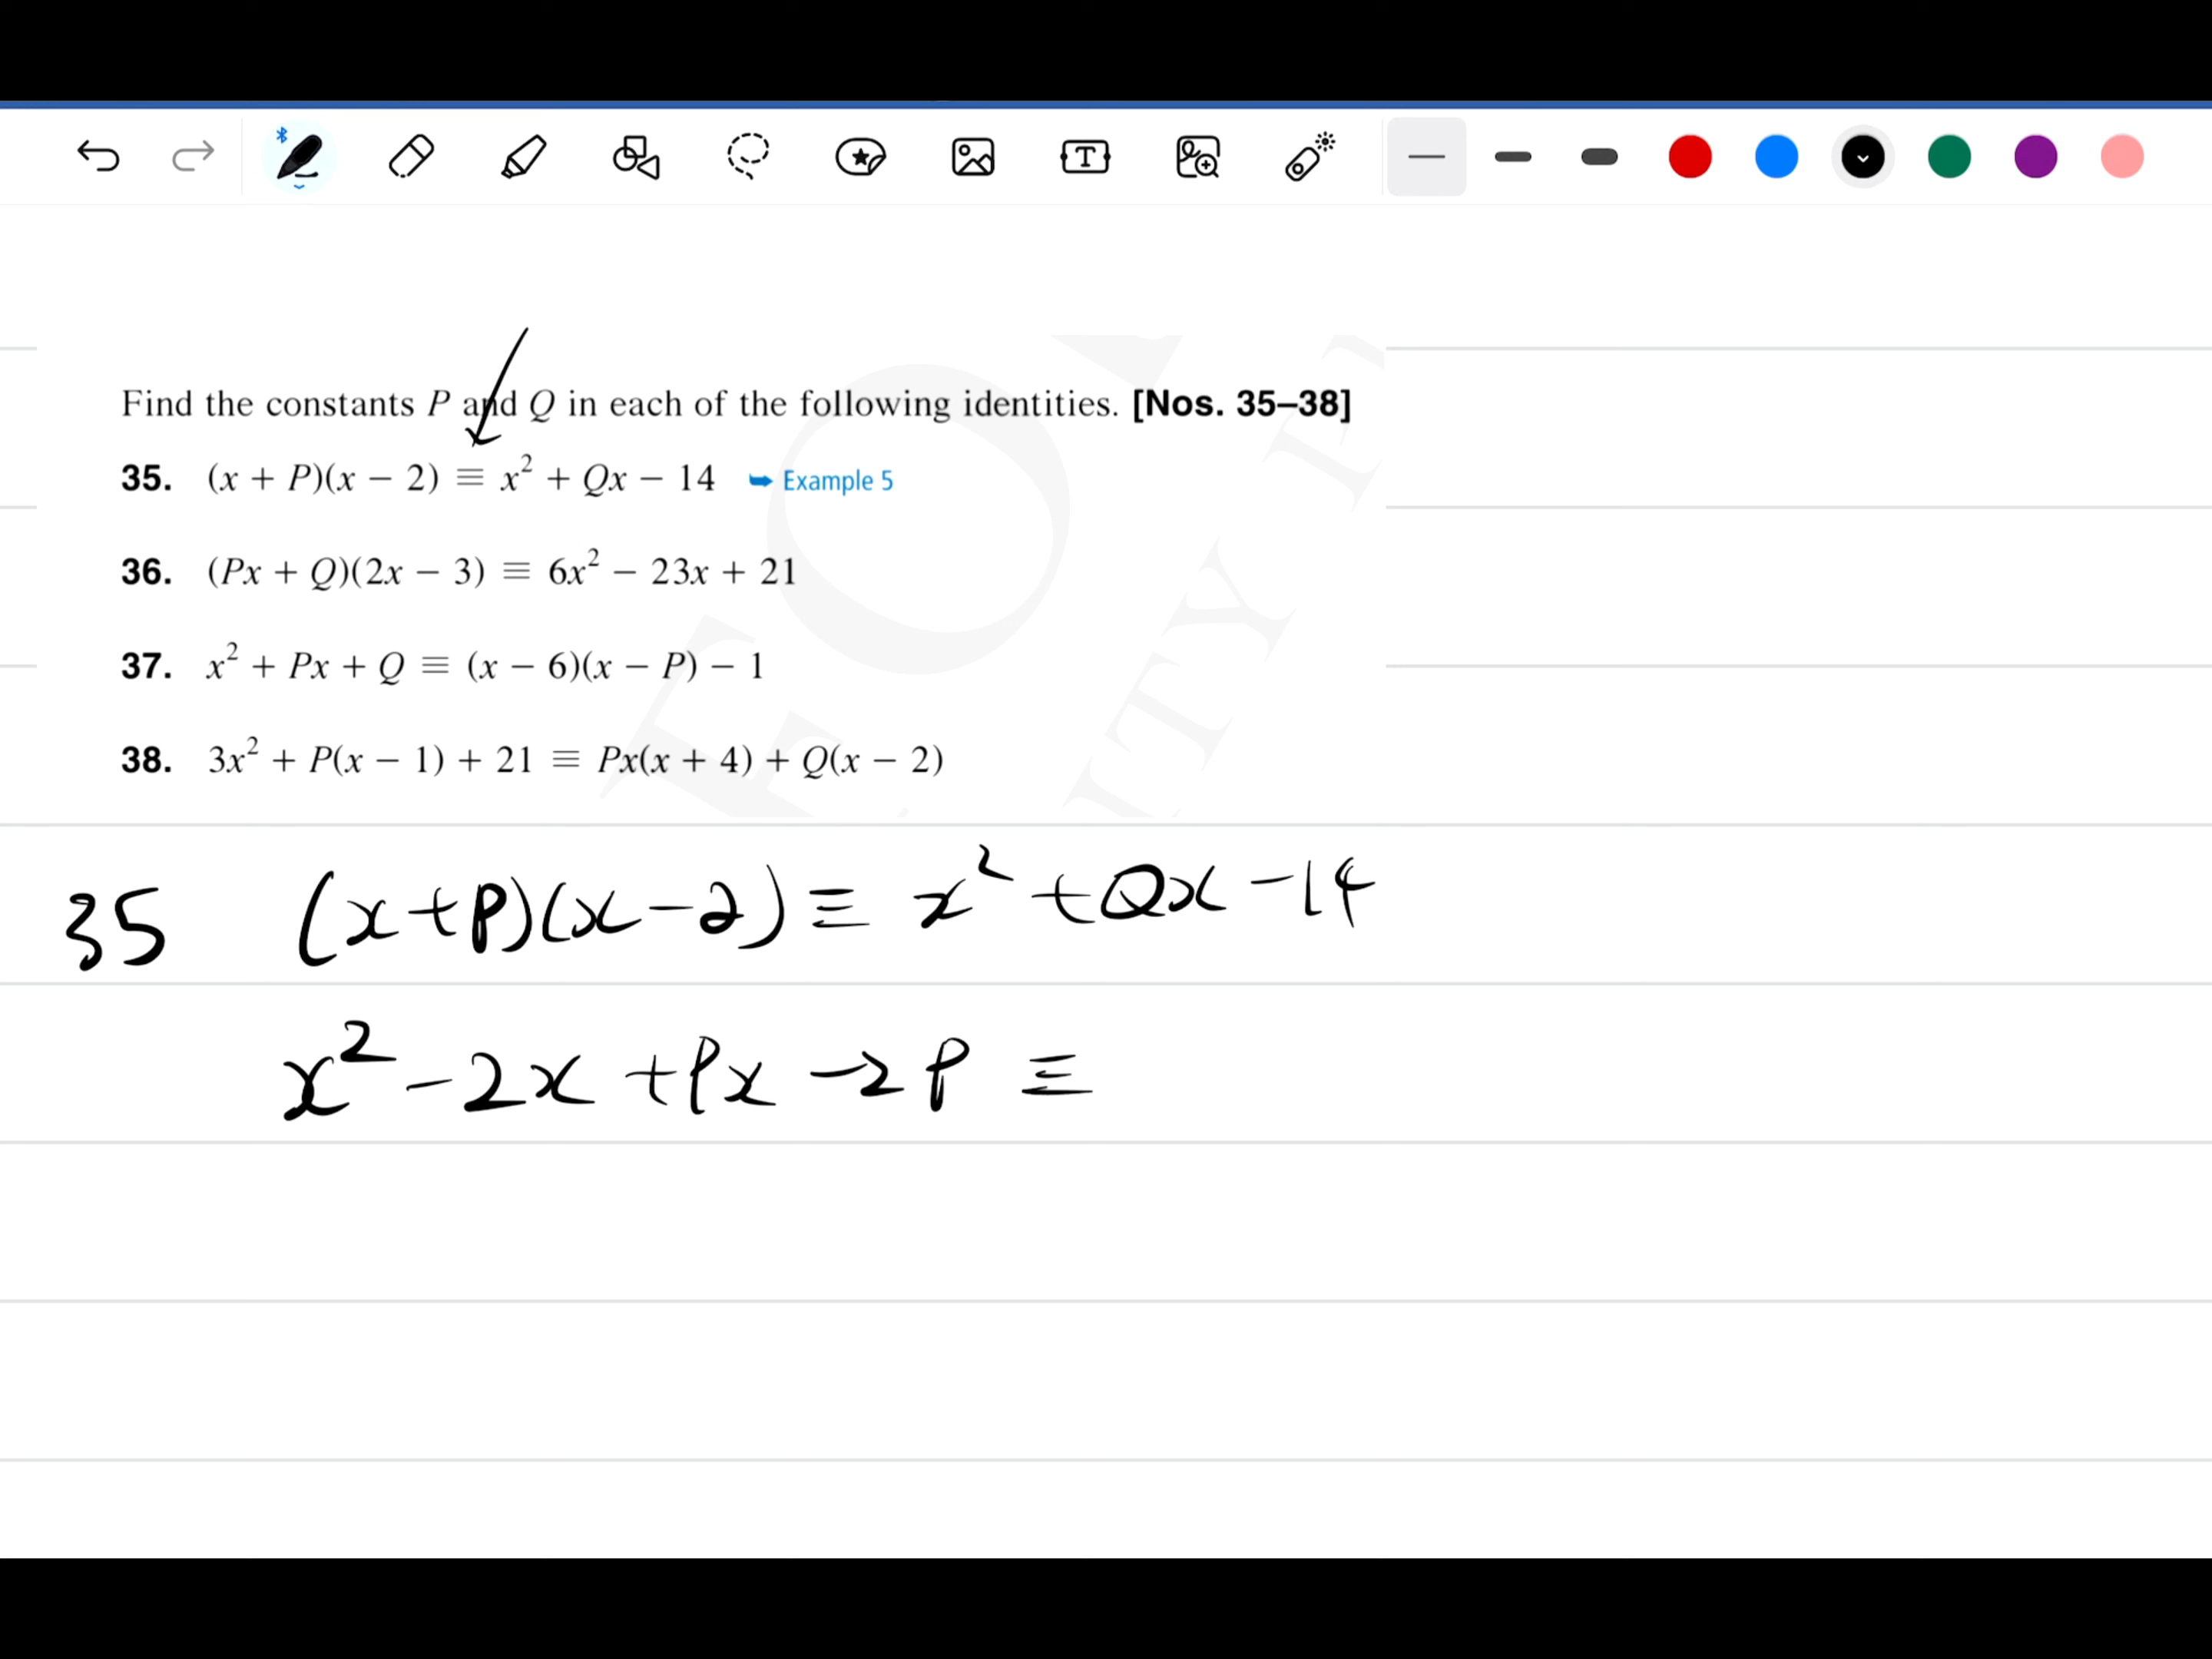 Find the constants P and Q in each of the following identities. [Nos. 35–38]
35. (x + P)(x − 2) ≡ x² + Qx − 14 ➥ Example 5
36. (Px + Q)(2x − 3) ≡ 6x² − 23x + 21
37. x² + Px + Q ≡ (x − 6)(x − P) − 1
38. 3x² + P(x − 1) + 21 ≡ Px(x + 4) + Q(x − 2)
35 (x+P)(x−2) ≡ x² +Qx −14
x² −2x +Px −2P ≡